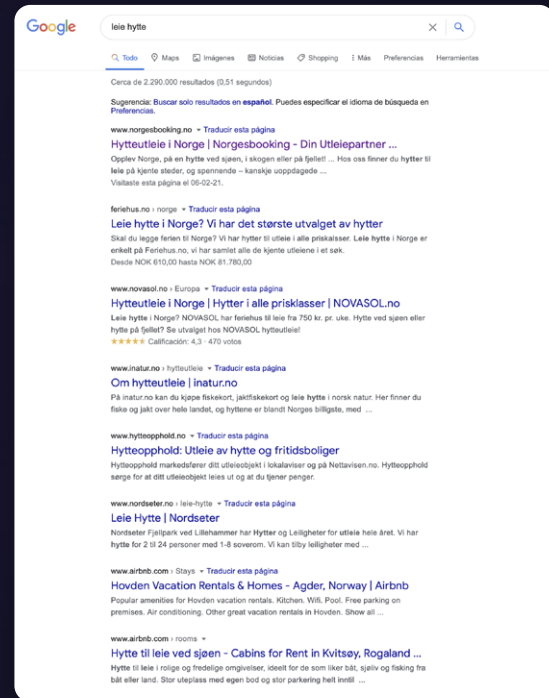 Google
leie hytte
Todo Maps Imágenes Noticias Shopping Más Preferencias Herramientas
Cerca de 2.290.000 resultados (0,51 segundos)
Sugerencia: Buscar solo resultados en español. Puedes especificar el idioma de búsqueda en
Preferencias.
www.norgesbooking.no Traducir esta página
Hytteutleie i Norge | Norgesbooking - Din Utleiepartner ...
Opplev Norge, på en hytte ved sjøen, i skogen eller på fjellet! ... Hos oss finner du hytter til
leie på kjente steder, og spennende – kanskje uoppdagede ...
Visitaste esta página el 06-02-21.
feriehus.no › norge Traducir esta página
Leie hytte i Norge? Vi har det største utvalget av hytter
Skal du legge ferien til Norge? Vi har hytter til utleie i alle priskalsser. Leie hytte i Norge er
enkelt på Feriehus.no, vi har samlet alle de kjente utleiene i et søk.
Desde NOK 610,00 hasta NOK 81.780,00
www.novasol.no › Europa Traducir esta página
Hytteutleie i Norge | Hytter i alle prisklasser | NOVASOL.no
Leie hytte i Norge? NOVASOL har feriehus til leie fra 750 kr. pr. uke. Hytte ved sjøen eller
hytte på fjellet? Se utvalget hos NOVASOL hytteutleie!
Calificación: 4,3 · 470 votos
www.inatur.no › hytteutleie Traducir esta página
Om hytteutleie | inatur.no
På inatur.no kan du kjøpe fiskekort, jaktfiskekort og leie hytte i norsk natur. Her finner du
fiske og jakt over hele landet, og hyttene er blandt Norges billigste, med ...
www.hytteopphold.no Traducir esta página
Hytteopphold: Utleie av hytte og fritidsboliger
Hytteopphold markedsfører ditt utleieobjekt i lokalaviser og på Nettavisen.no. Hytteopphold
sørge for at ditt utleieobjekt leies ut og at du tjener penger.
www.nordseter.no › leie-hytte Traducir esta página
Leie Hytte | Nordseter
Nordseter Fjellpark ved Lillehammer har Hytter og Leiligheter for utleie hele året. Vi har
hytte for 2 til 24 personer med 1-8 soverom. Vi kan tilby leiligheter med ...
www.airbnb.com › Stays Traducir esta página
Hovden Vacation Rentals & Homes - Agder, Norway | Airbnb
Popular amenities for Hovden vacation rentals. Kitchen. Wifi. Pool. Free parking on
premises. Air conditioning. Other great vacation rentals in Hovden. Show all ...
www.airbnb.com › rooms
Hytte til leie ved sjøen - Cabins for Rent in Kvitsøy, Rogaland ...
Hytte til leie i rolige og fredelige omgivelser, ideelt for de som liker båt, sjøliv og fisking fra
båt eller land. Stor uteplass med egen bod og stor parkering helt inntil ...